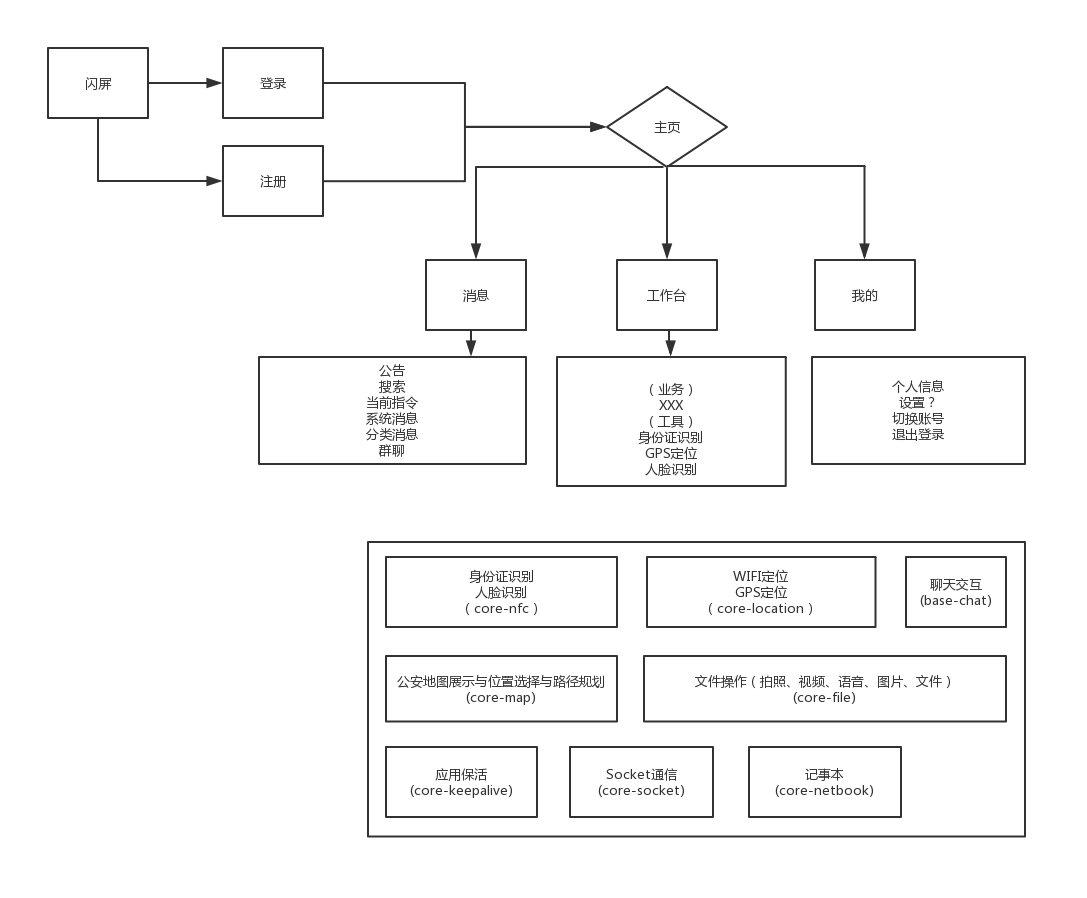 闪屏
登录
注册
主页
消息
工作台
我的
公告
搜索
当前指令
系统消息
分类消息
群聊
（业务）
XXX
（工具）
身份证识别
GPS定位
人脸识别
个人信息
设置？
切换账号
退出登录
身份证识别
人脸识别
（core-nfc）
WIFI定位
GPS定位
（core-location）
聊天交互
(base-chat)
公安地图展示与位置选择与路径规划
(core-map)
文件操作（拍照、视频、语音、图片、文件）
(core-file)
应用保活
(core-keepalive)
Socket通信
(core-socket)
记事本
(core-netbook)